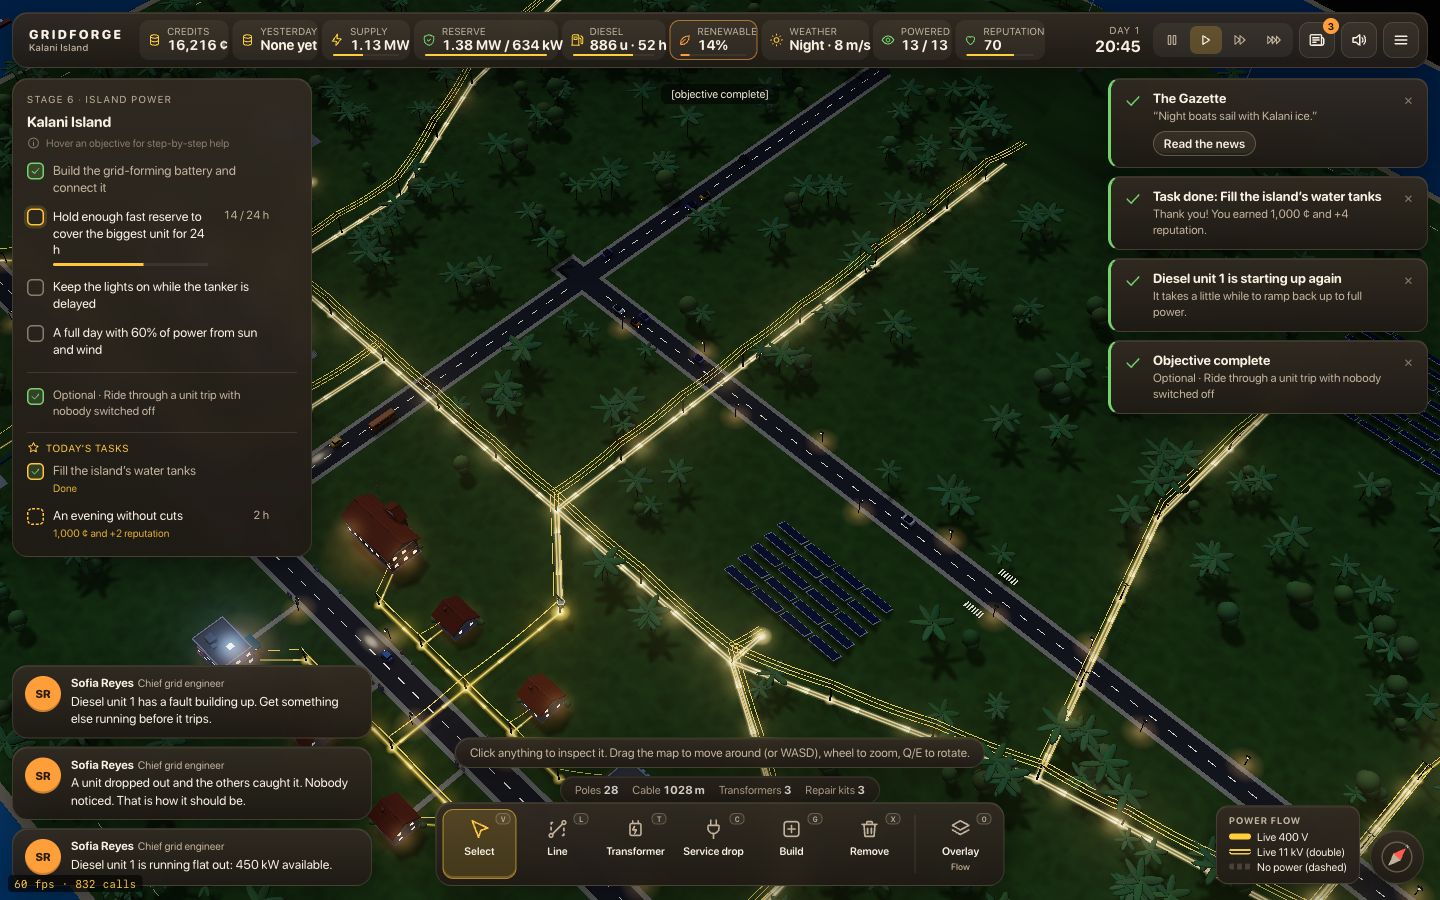 GRIDFORGE
Kalani Island
CREDITS
16,216 ¢
YESTERDAY
None yet
SUPPLY
1.13 MW
RESERVE
1.38 MW / 634 kW
DIESEL
886 u · 52 h
RENEWABLE
14%
WEATHER
Night · 8 m/s
POWERED
13 / 13
REPUTATION
70
DAY 1
20:45
3
STAGE 6 · ISLAND POWER
Kalani Island
Hover an objective for step-by-step help
Build the grid-forming battery and
connect it
Hold enough fast reserve to 14 / 24 h
cover the biggest unit for 24
h
Keep the lights on while the tanker is
delayed
A full day with 60% of power from sun
and wind
Optional · Ride through a unit trip with
nobody switched off
TODAY'S TASKS
Fill the island's water tanks
Done
An evening without cuts 2 h
1,000 ¢ and +2 reputation
[objective complete]
The Gazette
“Night boats sail with Kalani ice.”
Read the news
Task done: Fill the island's water tanks
Thank you! You earned 1,000 ¢ and +4
reputation.
Diesel unit 1 is starting up again
It takes a little while to ramp back up to full
power.
Objective complete
Optional · Ride through a unit trip with nobody
switched off
SR
Sofia Reyes Chief grid engineer
Diesel unit 1 has a fault building up. Get something
else running before it trips.
SR
Sofia Reyes Chief grid engineer
A unit dropped out and the others caught it. Nobody
noticed. That is how it should be.
SR
Sofia Reyes Chief grid engineer
Diesel unit 1 is running flat out: 450 kW available.
60 fps · 832 calls
Click anything to inspect it. Drag the map to move around (or WASD), wheel to zoom, Q/E to rotate.
Poles 28 Cable 1028 m Transformers 3 Repair kits 3
V
Select
L
Line
T
Transformer
C
Service drop
G
Build
X
Remove
O
Overlay
Flow
POWER FLOW
Live 400 V
Live 11 kV (double)
No power (dashed)